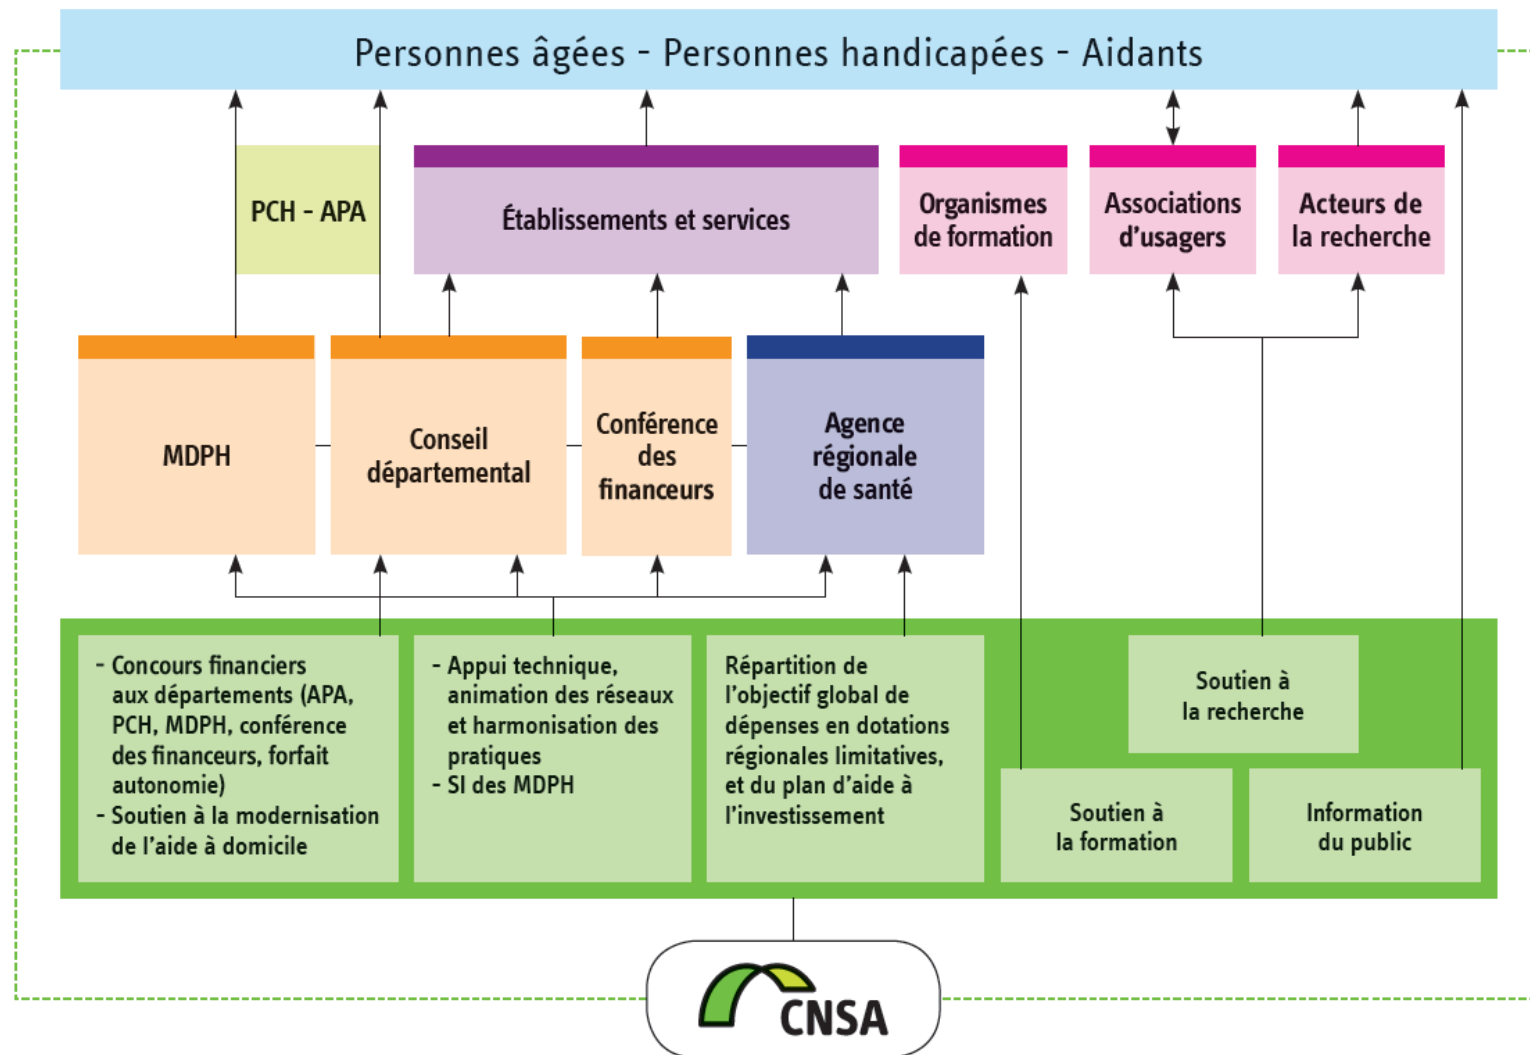 Personnes âgées - Personnes handicapées - Aidants
PCH - APA
Établissements et services
Organismes
de formation
Associations
d'usagers
Acteurs de
la recherche
MDPH
Conseil
départemental
Conférence
des
financeurs
Agence
régionale
de santé
- Concours financiers
aux départements (APA,
PCH, MDPH, conférence
des financeurs, forfait
autonomie)
- Soutien à la modernisation
de l'aide à domicile
- Appui technique,
animation des réseaux
et harmonisation des
pratiques
- SI des MDPH
Répartition de
l'objectif global de
dépenses en dotations
régionales limitatives,
et du plan d'aide à
l'investissement
Soutien à
la recherche
Soutien à
la formation
Information
du public
CNSA